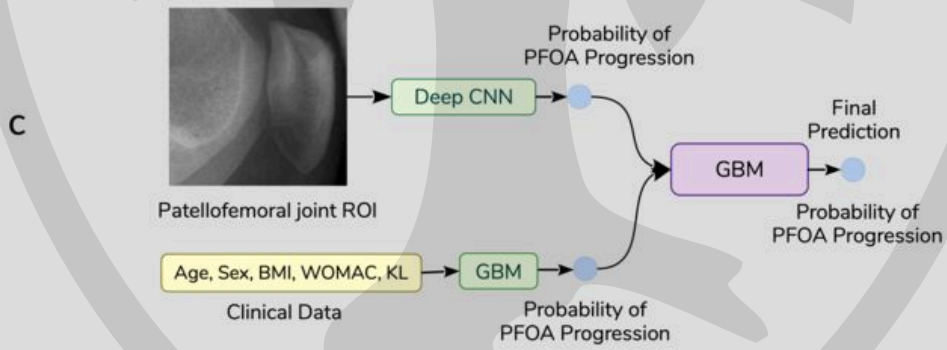 C
Patellofemoral joint ROI
Deep CNN
Probability of
PFOA Progression
Age, Sex, BMI, WOMAC, KL
Clinical Data
GBM
Probability of
PFOA Progression
GBM
Final
Prediction
Probability of
PFOA Progression